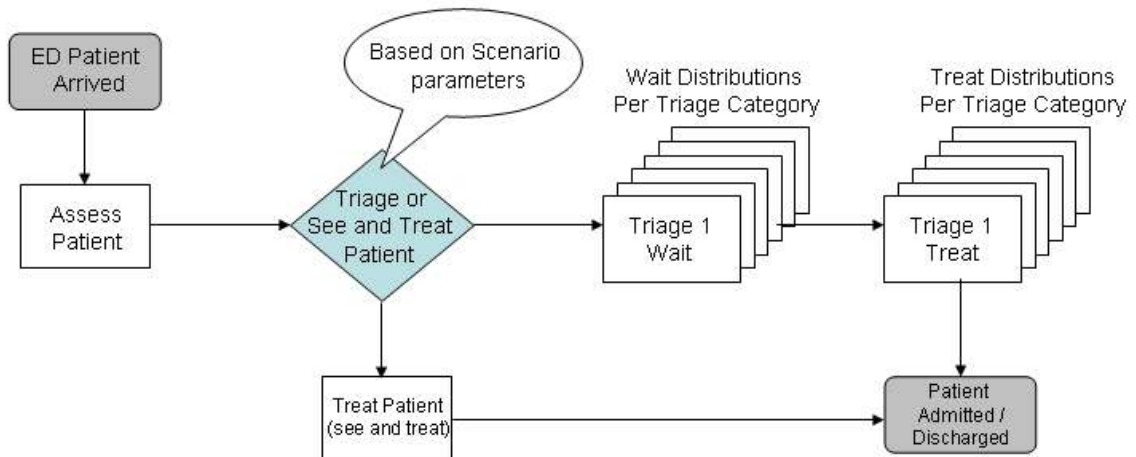 ED Patient
Arrived
Based on Scenario
parameters
Wait Distributions
Per Triage Category
Treat Distributions
Per Triage Category
Assess
Patient
Triage or
See and Treat
Patient
Triage 1
Wait
Triage 1
Treat
Treat Patient
(see and treat)
Patient
Admitted /
Discharged